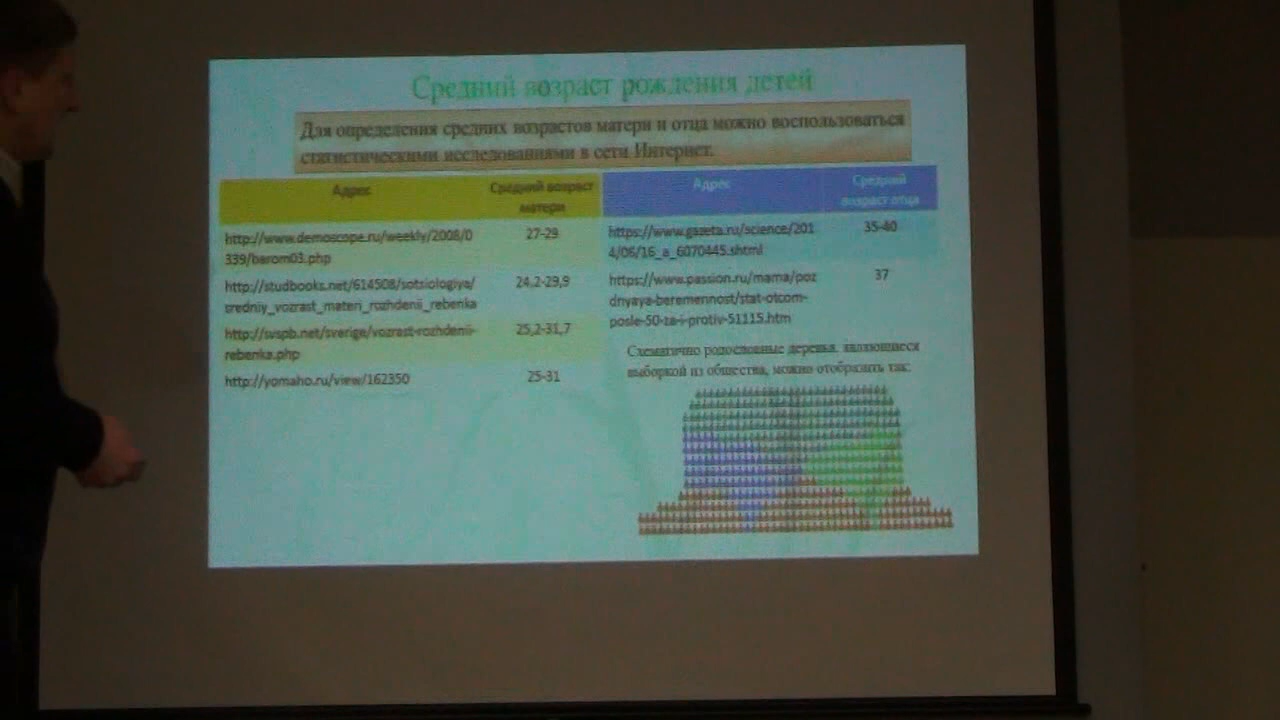 Средний возраст рождения детей
Для определения средних возрастов матери и отца можно воспользоваться
статистическими исследованиями в сети Интернет.
Адрес
Средний возраст
матери
http://www.demoscope.ru/weekly/2008/0
339/barom03.php
27-29
http://studbooks.net/614508/sotsiologiya/
sredniy_vozrast_materi_rozhdenii_rebenka
24,2-29,9
http://svspb.net/sverige/vozrast-rozhdenii-
rebenka.php
25,2-31,7
http://yomaho.ru/view/162350
25-31
Адрес
Средний
возраст отца
https://www.gazeta.ru/science/201
4/06/16_a_6070445.shtml
35-40
https://www.passion.ru/mama/poz
dnyaya-beremennost/stat-otcom-
posle-50-za-i-protiv-51115.htm
37
Схематично родословные деревья, являющиеся
выборкой из общества, можно отобразить так: